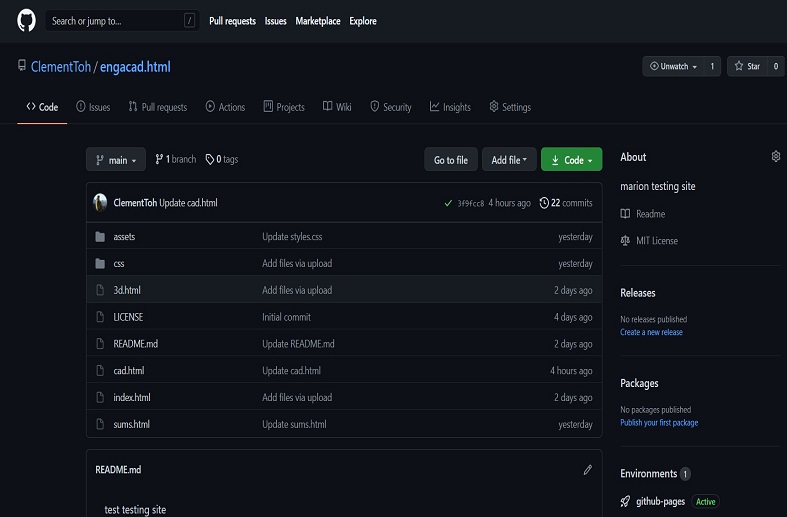 Search or jump to... /
Pull requests Issues Marketplace Explore
ClementToh / engacad.html
Unwatch 1 Star 0
Code Issues Pull requests Actions Projects Wiki Security Insights Settings
main 1 branch 0 tags Go to file Add file Code
ClementToh Update cad.html 3f9fcc8 4 hours ago 22 commits
assets Update styles.css yesterday
css Add files via upload yesterday
3d.html Add files via upload 2 days ago
LICENSE Initial commit 4 days ago
README.md Update README.md 2 days ago
cad.html Update cad.html 4 hours ago
index.html Add files via upload 2 days ago
sums.html Update sums.html yesterday
README.md
test testing site
About
marion testing site
Readme
MIT License
Releases
No releases published
Create a new release
Packages
No packages published
Publish your first package
Environments 1
github-pages Active